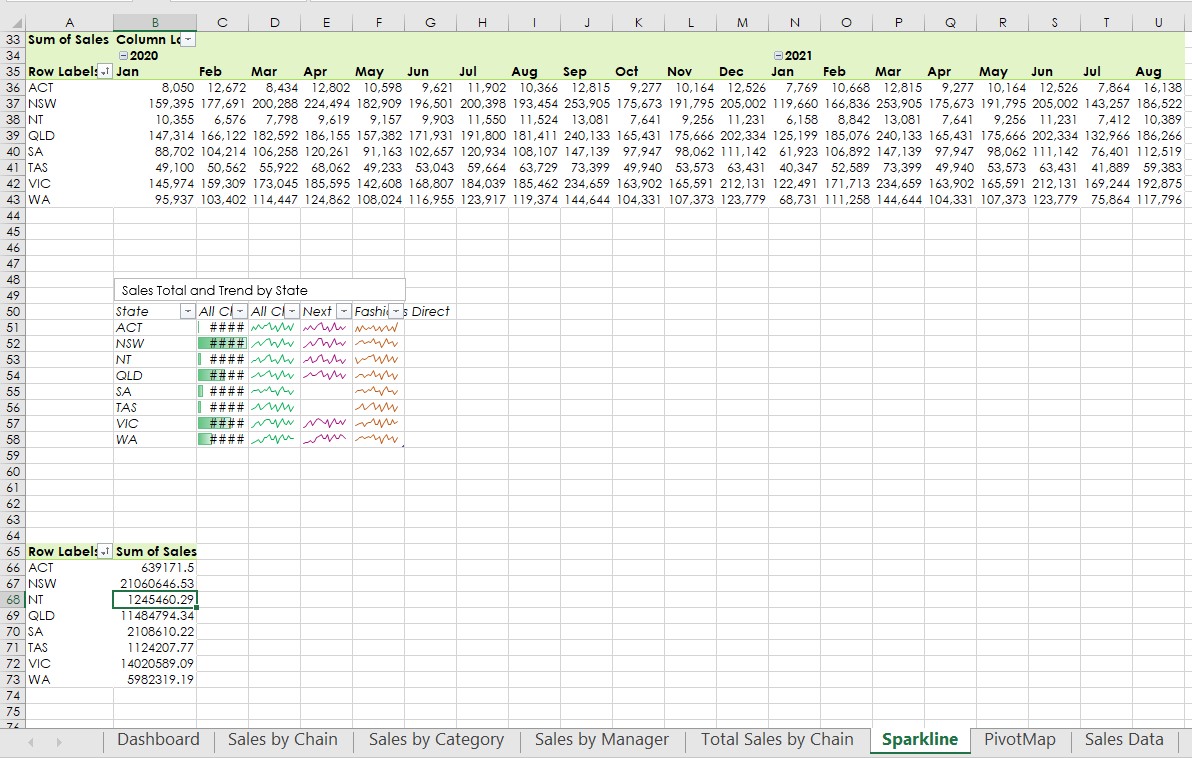 A B C D E F G H I J K L M N O P Q R S T U
33 Sum of Sales Column
34 2020 2021
35 Row Labels Jan Feb Mar Apr May Jun Jul Aug Sep Oct Nov Dec Jan Feb Mar Apr May Jun Jul Aug
36 ACT 8,050 12,672 8,434 12,802 10,598 9,621 11,902 10,366 12,815 9,277 10,164 12,526 7,769 10,668 12,815 9,277 10,164 12,526 7,864 16,138
37 NSW 159,395 177,691 200,288 224,494 182,909 196,501 200,398 193,454 253,905 175,673 191,795 205,002 119,660 166,836 253,905 175,673 191,795 205,002 143,257 186,522
38 NT 10,355 6,576 7,798 9,619 9,157 9,903 11,550 11,524 13,081 7,641 9,256 11,231 6,158 8,842 13,081 7,641 9,256 11,231 7,412 10,389
39 QLD 147,314 166,122 182,592 186,155 157,382 171,931 191,800 181,411 240,133 165,431 175,666 202,334 125,199 185,076 240,133 165,431 175,666 202,334 132,966 186,266
40 SA 88,702 104,214 106,258 120,261 91,163 102,657 120,934 108,107 147,139 97,947 98,062 111,142 61,923 106,892 147,139 97,947 98,062 111,142 76,401 112,519
41 TAS 49,100 50,562 55,922 68,062 49,233 53,043 59,664 63,729 73,399 49,940 53,573 63,431 40,347 52,589 73,399 49,940 53,573 63,431 41,889 59,383
42 VIC 145,974 159,309 173,045 185,595 142,608 168,807 184,039 185,462 234,659 163,902 165,591 212,131 122,491 171,713 234,659 163,902 165,591 212,131 169,244 192,875
43 WA 95,937 103,402 114,447 124,862 108,024 116,955 123,917 119,374 144,644 104,331 107,373 123,779 68,731 111,258 144,644 104,331 107,373 123,779 75,864 117,796
44
45
46
47
48
Sales Total and Trend by State
49
50 State All All Next Fashi s Direct
51 ACT ####
52 NSW ####
53 NT ####
54 QLD ####
55 SA ####
56 TAS ####
57 VIC ####
58 WA ####
59
60
61
62
63
64
65 Row Labels Sum of Sales
66 ACT 639171.5
67 NSW 21060646.53
68 NT 1245460.29
69 QLD 11484794.34
70 SA 2108610.22
71 TAS 1124207.77
72 VIC 14020589.09
73 WA 5982319.19
74
75
Dashboard Sales by Chain Sales by Category Sales by Manager Total Sales by Chain Sparkline PivotMap Sales Data